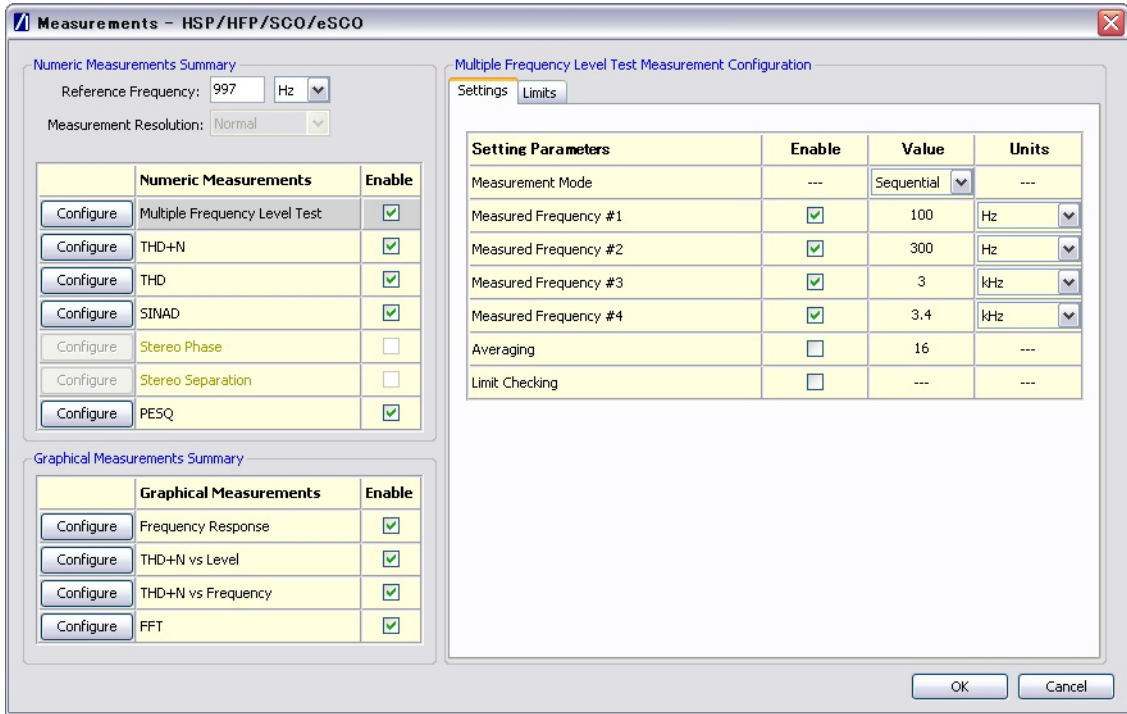 Measurements - HSP/HFP/SCO/eSCO
Numeric Measurements Summary
Reference Frequency: 997 Hz
Measurement Resolution: Normal
Numeric Measurements Enable
Configure Multiple Frequency Level Test
Configure THD+N
Configure THD
Configure SINAD
Configure Stereo Phase
Configure Stereo Separation
Configure PESQ
Graphical Measurements Summary
Graphical Measurements Enable
Configure Frequency Response
Configure THD+N vs Level
Configure THD+N vs Frequency
Configure FFT
Multiple Frequency Level Test Measurement Configuration
Settings Limits
Setting Parameters Enable Value Units
Measurement Mode --- Sequential ---
Measured Frequency #1 100 Hz
Measured Frequency #2 300 Hz
Measured Frequency #3 3 kHz
Measured Frequency #4 3.4 kHz
Averaging 16 ---
Limit Checking --- ---
OK Cancel